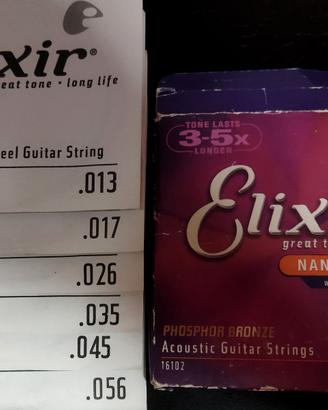 xir®
eat tone • long life
eel Guitar String
.013
.017
.026
.035
.045
.056
TONE LASTS
3-5x
LONGER
Elix
great t
NAN
PHOSPHOR BRONZE
Acoustic Guitar Strings
16102